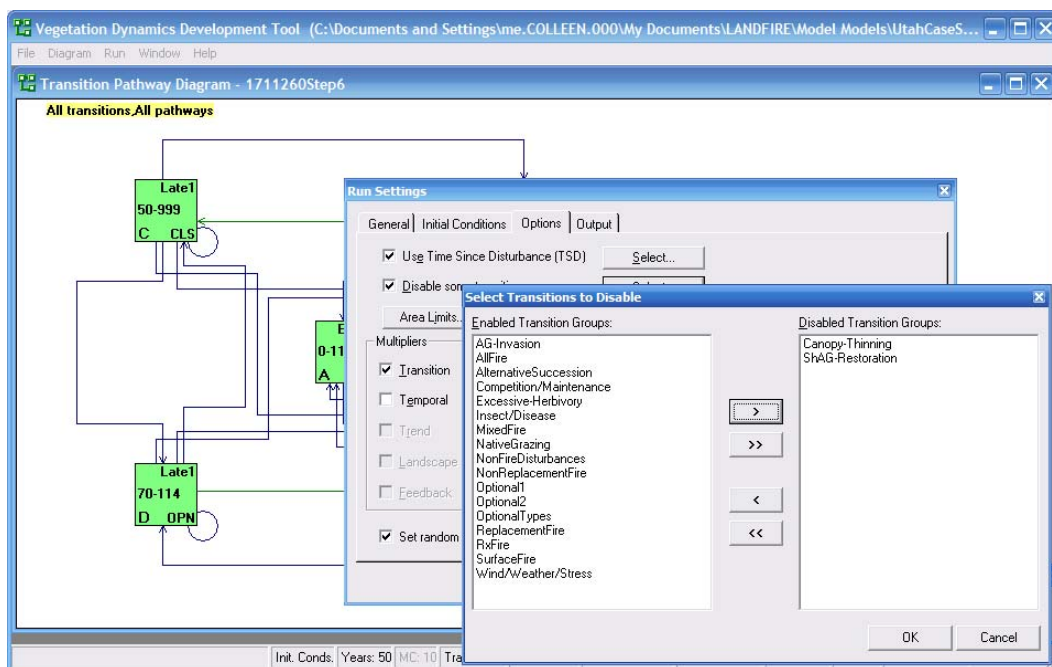 Vegetation Dynamics Development Tool (C:\Documents and Settings\me.COLLEEN.000\My Documents\LANDFIRE\Model Models\UtahCaseS...
File Diagram Run Window Help
Transition Pathway Diagram - 1711260Step6
All transitions,All pathways
Late1
50-999
C CLS
0-11
A
Late1
70-114
D OPN
Run Settings
General Initial Conditions Options Output
Use Time Since Disturbance (TSD) Select...
Area Limits..
Multipliers
Transition
Temporal
Trend
Landscape
Feedback
Set random
Select Transitions to Disable
Enabled Transition Groups:
AG-Invasion
AllFire
AlternativeSuccession
Competition/Maintenance
Excessive-Herbivory
Insect/Disease
MixedFire
NativeGrazing
NonFireDisturbances
NonReplacementFire
Optional1
Optional2
OptionalTypes
ReplacementFire
RxFire
SurfaceFire
Wind/Weather/Stress
>
>>
<
<<
Disabled Transition Groups:
Canopy-Thinning
ShAG-Restoration
OK Cancel
Init. Conds. Years: 50 MC: 10 Tra